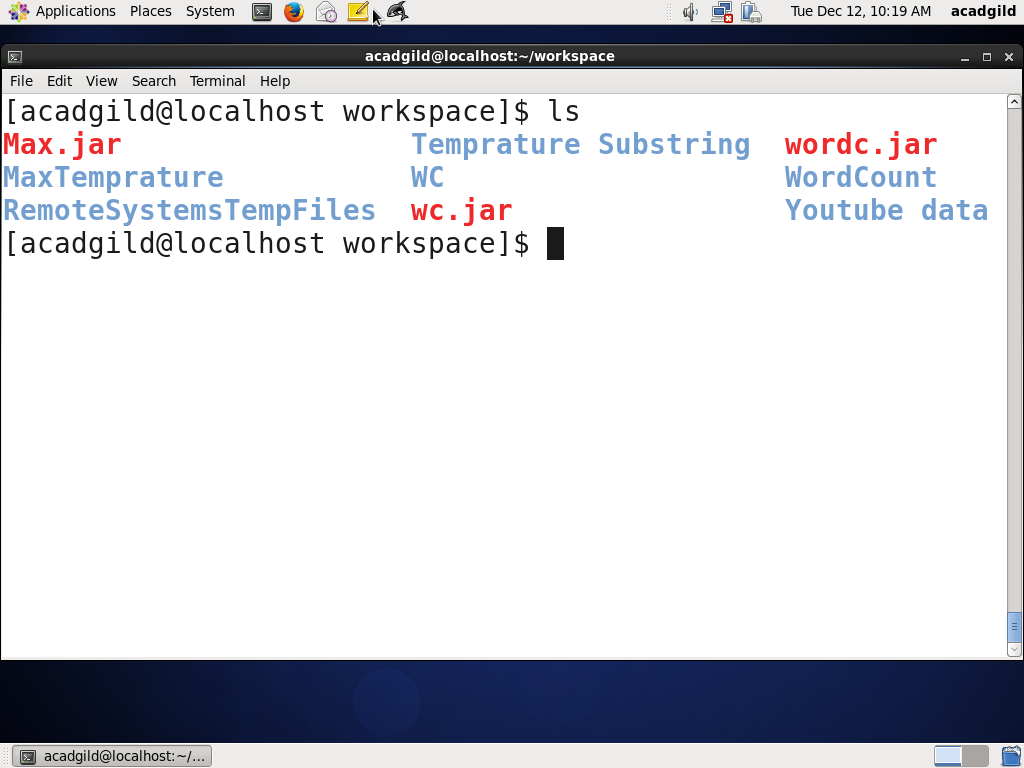 Applications Places System Tue Dec 12, 10:19 AM acadgild
acadgild@localhost:~/workspace
File Edit View Search Terminal Help
[acadgild@localhost workspace]$ ls
Max.jar Temprature Substring wordc.jar
MaxTemprature WC WordCount
RemoteSystemsTempFiles wc.jar Youtube data
[acadgild@localhost workspace]$
acadgild@localhost:~/...